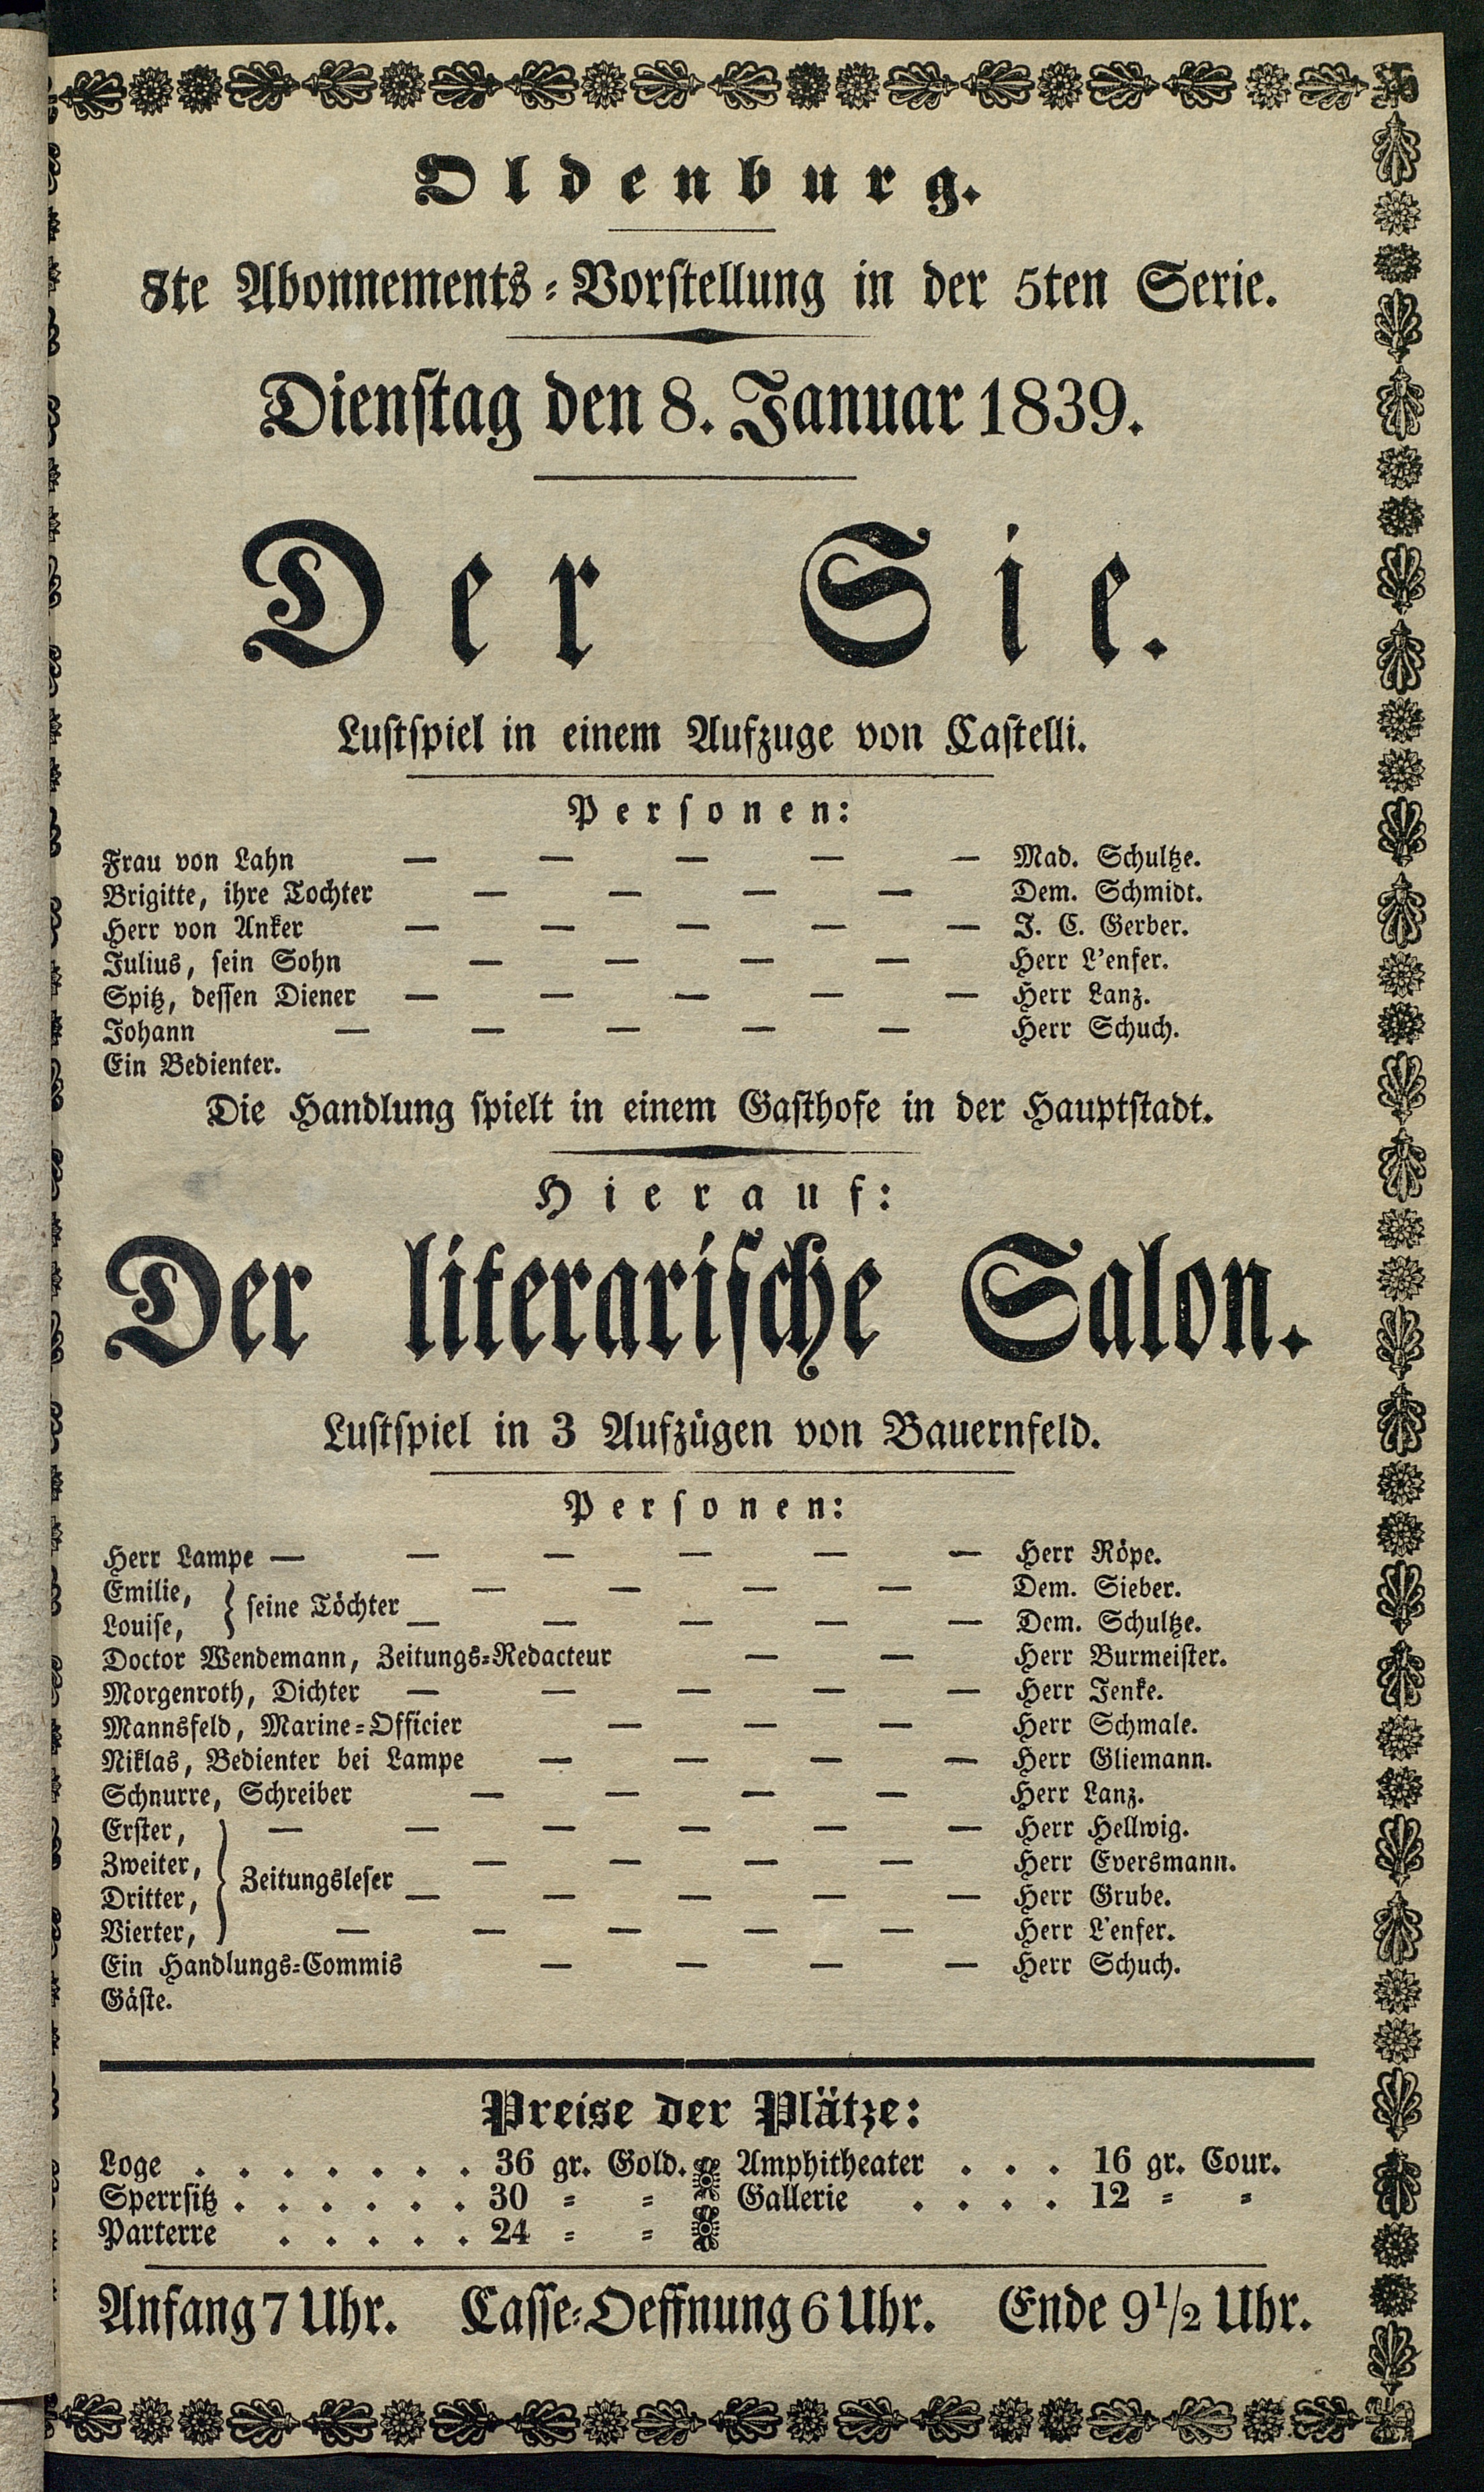 Oldenburg.
8te Abonnements-Vorstellung in der 5ten Serie.
Dienstag den 8. Januar 1839.
Der Sie.
Lustspiel in einem Aufzuge von Castelli.
Personen:
Frau von Lahn — — — — — Mad. Schultze.
Brigitte, ihre Tochter — — — — Dem. Schmidt.
Herr von Anker — — — — — J. C. Gerber.
Julius, sein Sohn — — — — Herr L'enfer.
Spitz, dessen Diener — — — — — Herr Lanz.
Johann — — — — — Herr Schuch.
Ein Bedienter.
Die Handlung spielt in einem Gasthofe in der Hauptstadt.
Hierauf:
Der literarische Salon.
Lustspiel in 3 Aufzügen von Bauernfeld.
Personen:
Herr Lampe — — — — — — Herr Röpe.
Emilie, } seine Töchter — — — — Dem. Sieber.
Louise, — — — — — Dem. Schultze.
Doctor Wendemann, Zeitungs-Redacteur — — Herr Burmeister.
Morgenroth, Dichter — — — — — Herr Jenke.
Mannsfeld, Marine-Officier — — — Herr Schmale.
Niklas, Bedienter bei Lampe — — — — Herr Gliemann.
Schnurre, Schreiber — — — — Herr Lanz.
Erster, — — — — — — Herr Hellwig.
Zweiter, } Zeitungsleser — — — — Herr Eversmann.
Dritter, — — — — — Herr Grube.
Vierter, — — — — — Herr L'enfer.
Ein Handlungs-Commis — — — — Herr Schuch.
Gäste.
Preise der Plätze:
Loge . . . . . . . 36 gr. Gold. Amphitheater . . . 16 gr. Cour.
Sperrsitz . . . . . . 30 = = Gallerie . . . . 12 = =
Parterre . . . . . 24 = =
Anfang 7 Uhr. Casse-Oeffnung 6 Uhr. Ende 9 1/2 Uhr.